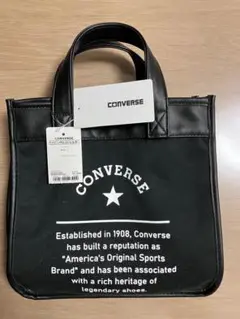 CONVERSE
CONVERSE
Established in 1908, Converse
has built a reputation as
"America's Original Sports
Brand" and has been associated
with a rich heritage of
legendary shoes.